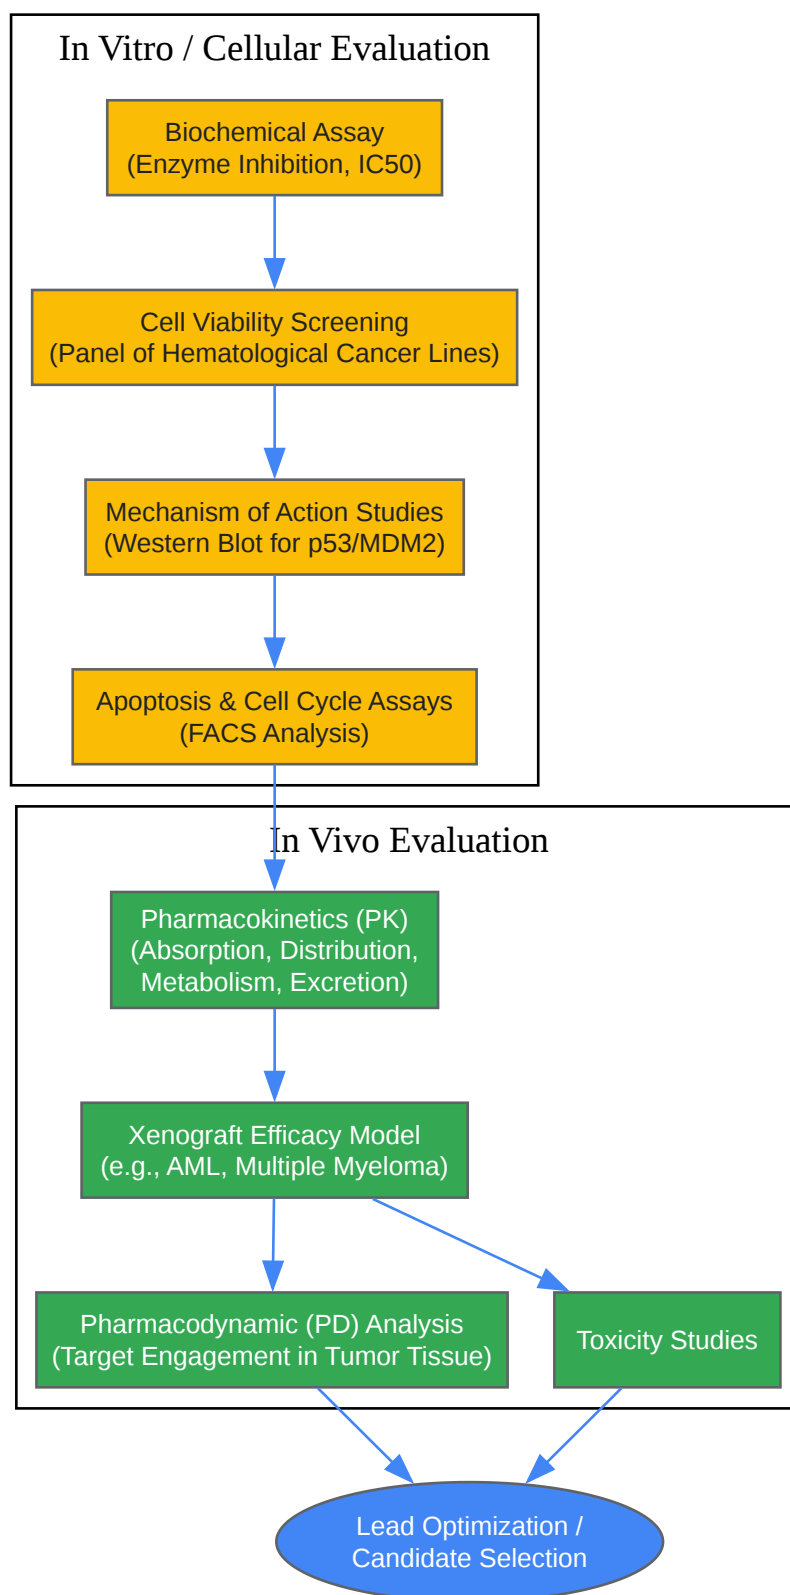 In Vitro / Cellular Evaluation
Biochemical Assay
(Enzyme Inhibition, IC50)
Cell Viability Screening
(Panel of Hematological Cancer Lines)
Mechanism of Action Studies
(Western Blot for p53/MDM2)
Apoptosis & Cell Cycle Assays
(FACS Analysis)
In Vivo Evaluation
Pharmacokinetics (PK)
(Absorption, Distribution,
Metabolism, Excretion)
Xenograft Efficacy Model
(e.g., AML, Multiple Myeloma)
Pharmacodynamic (PD) Analysis
(Target Engagement in Tumor Tissue)
Toxicity Studies
Lead Optimization /
Candidate Selection